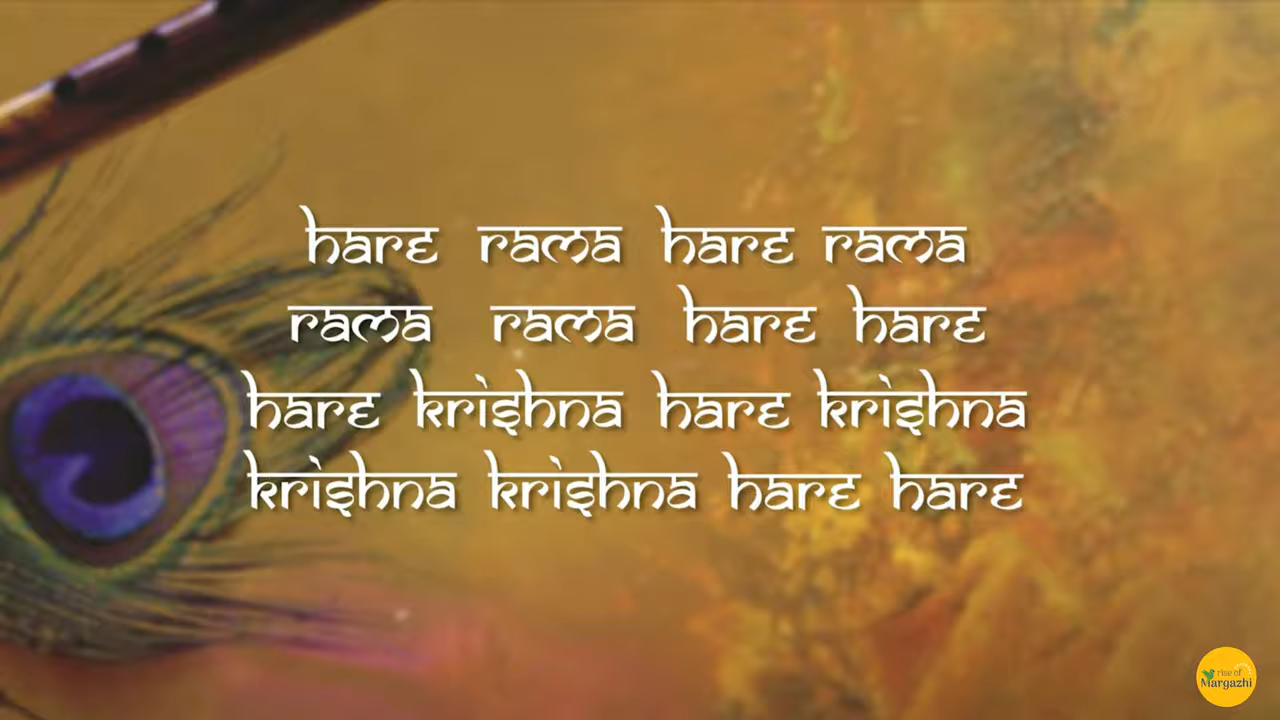 hare rama hare rama
rama rama hare hare
hare krishna hare krishna
krishna krishna hare hare
rise of
Margazhi